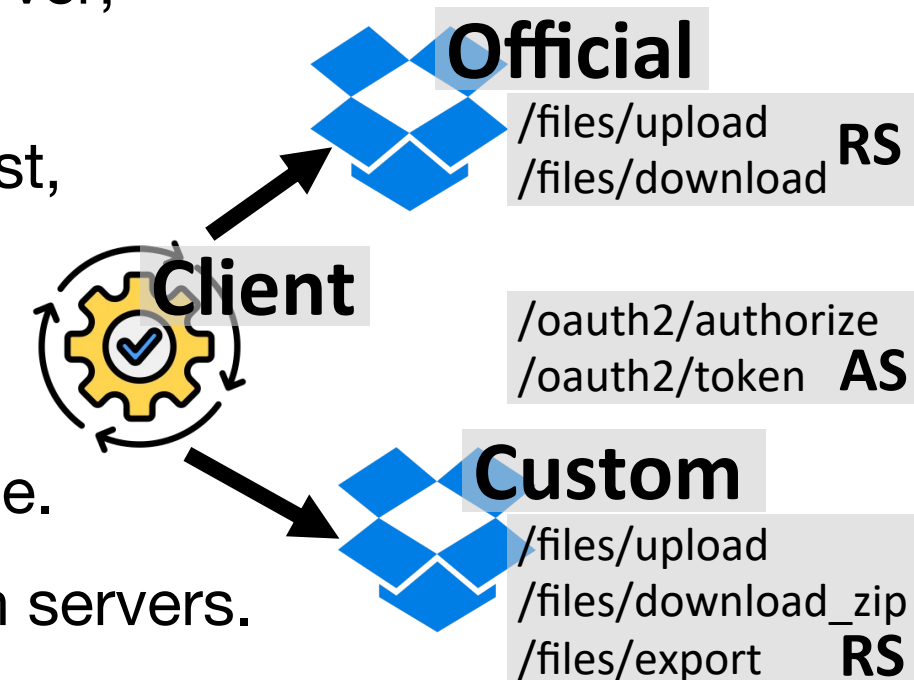 Official
/files/upload
/files/download RS
st,
Client
/oauth2/authorize
/oauth2/token AS
Custom
e.
/files/upload
/files/download_zip
servers.
/files/export RS